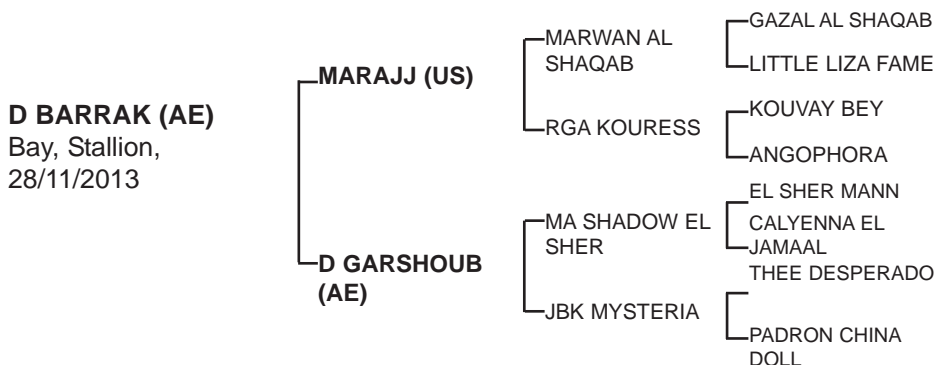 D BARRAK (AE)
Bay, Stallion,
28/11/2013
MARAJJ (US)
D GARSHOUB
(AE)
MARWAN AL
SHAQAB
RGA KOURESS
MA SHADOW EL
SHER
JBK MYSTERIA
GAZAL AL SHAQAB
LITTLE LIZA FAME
KOUVAY BEY
ANGOPHORA
EL SHER MANN
CALYENNA EL
JAMAAL
THEE DESPERADO
PADRON CHINA
DOLL